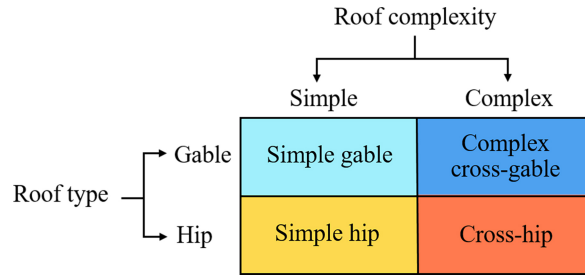 Roof complexity
Simple
Complex
Roof type
Gable
Simple gable
Complex
cross-gable
Hip
Simple hip
Cross-hip